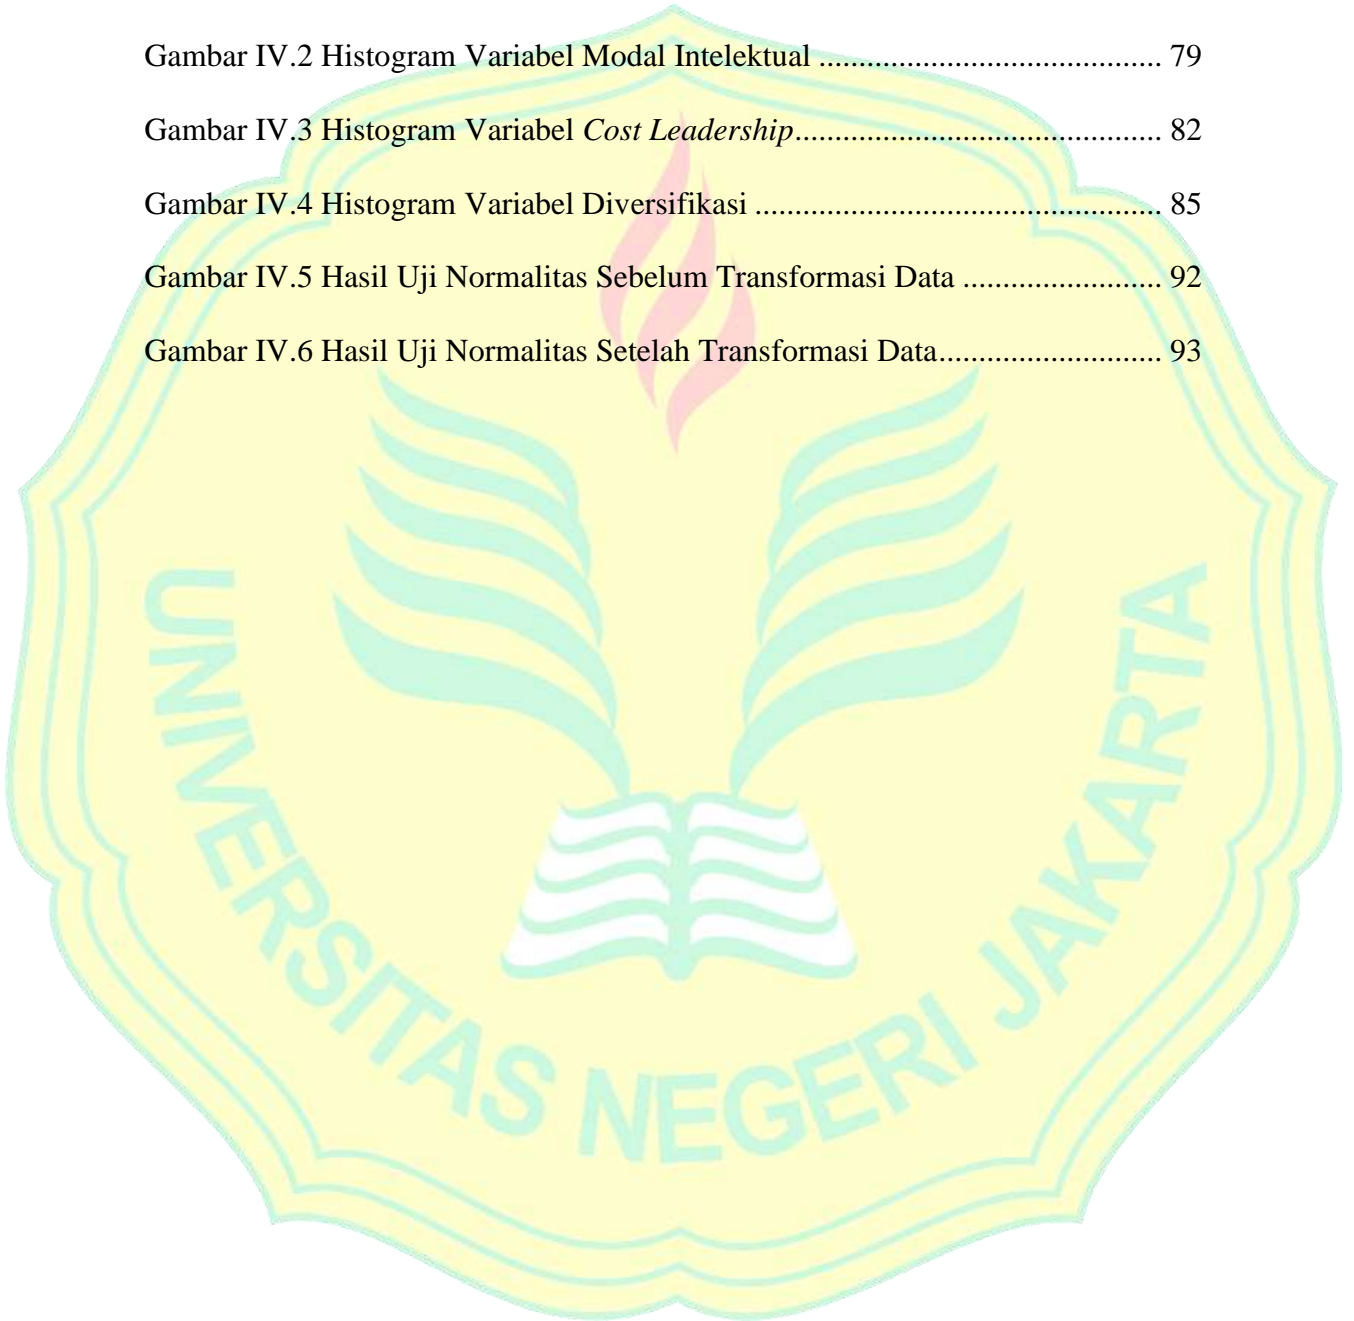 Gambar IV.2 Histogram Variabel Modal Intelektual .......................................... 79
Gambar IV.3 Histogram Variabel Cost Leadership............................................. 82
Gambar IV.4 Histogram Variabel Diversifikasi .................................................. 85
Gambar IV.5 Hasil Uji Normalitas Sebelum Transformasi Data ........................ 92
Gambar IV.6 Hasil Uji Normalitas Setelah Transformasi Data........................... 93
UNIVERSITAS NEGERI JAKARTA